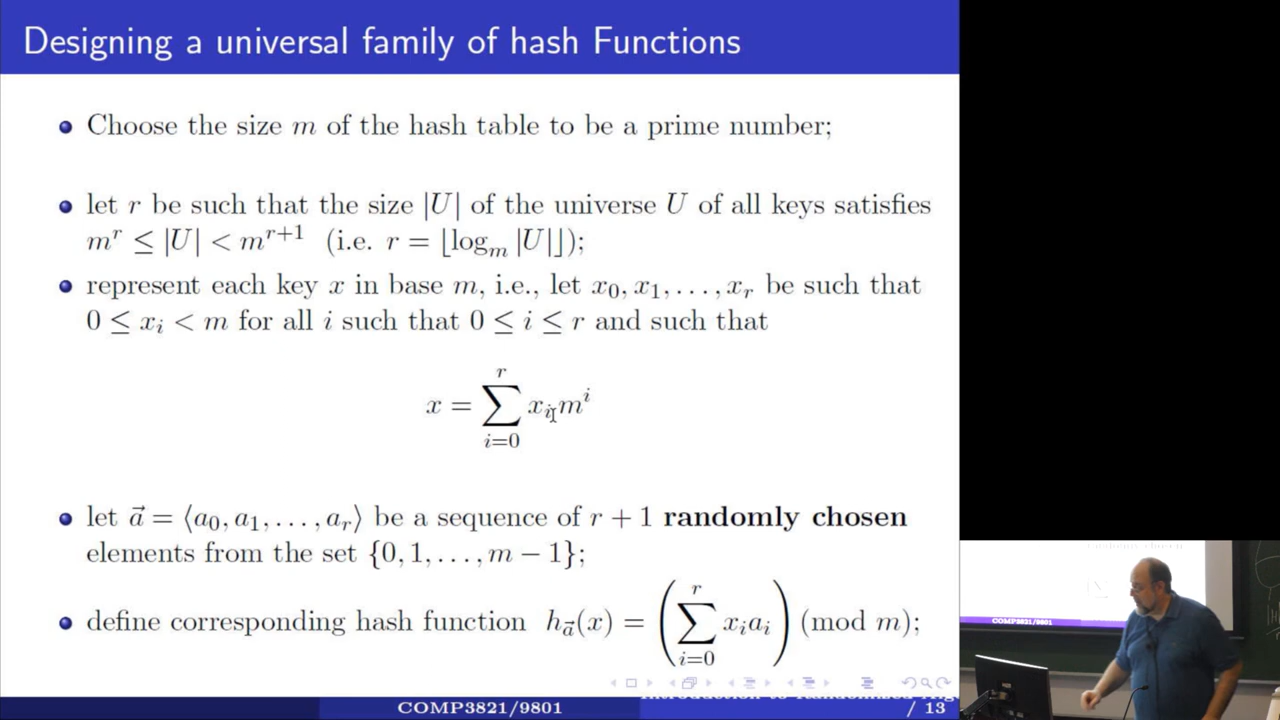 Designing a universal family of hash Functions
Choose the size m of the hash table to be a prime number;
let r be such that the size |U| of the universe U of all keys satisfies
m^r ≤ |U| < m^{r+1} (i.e. r = ⌊log_m |U|⌋);
represent each key x in base m, i.e., let x_0, x_1, . . . , x_r be such that
0 ≤ x_i < m for all i such that 0 ≤ i ≤ r and such that
x = \sum_{i=0}^{r} x_i m^i
let \vec{a} = ⟨a_0, a_1, . . . , a_r⟩ be a sequence of r + 1 randomly chosen
elements from the set {0, 1, . . . , m − 1};
define corresponding hash function h_{\vec{a}}(x) = \left( \sum_{i=0}^{r} x_i a_i \right) (mod m);
COMP3821/9801
/ 13
COMP3821/9801